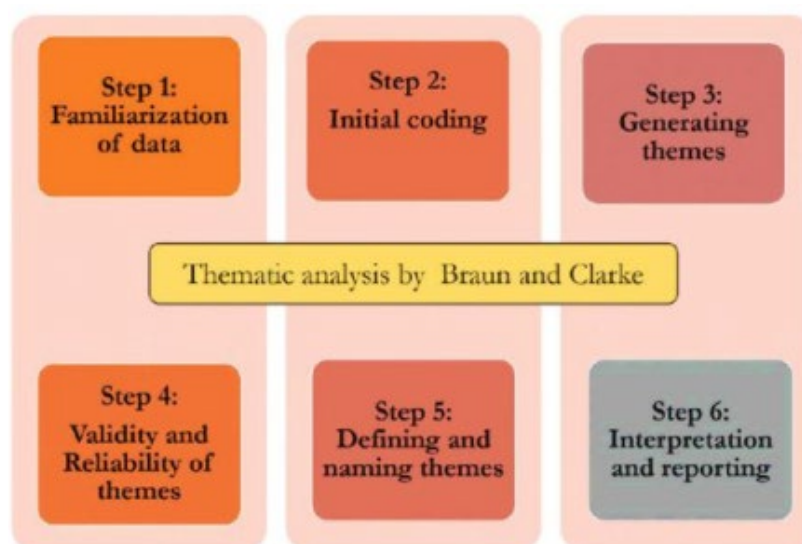 Step 1:
Familiarization
of data
Step 2:
Initial coding
Step 3:
Generating
themes
Thematic analysis by Braun and Clarke
Step 4:
Validity and
Reliability of
themes
Step 5:
Defining and
naming themes
Step 6:
Interpretation
and reporting